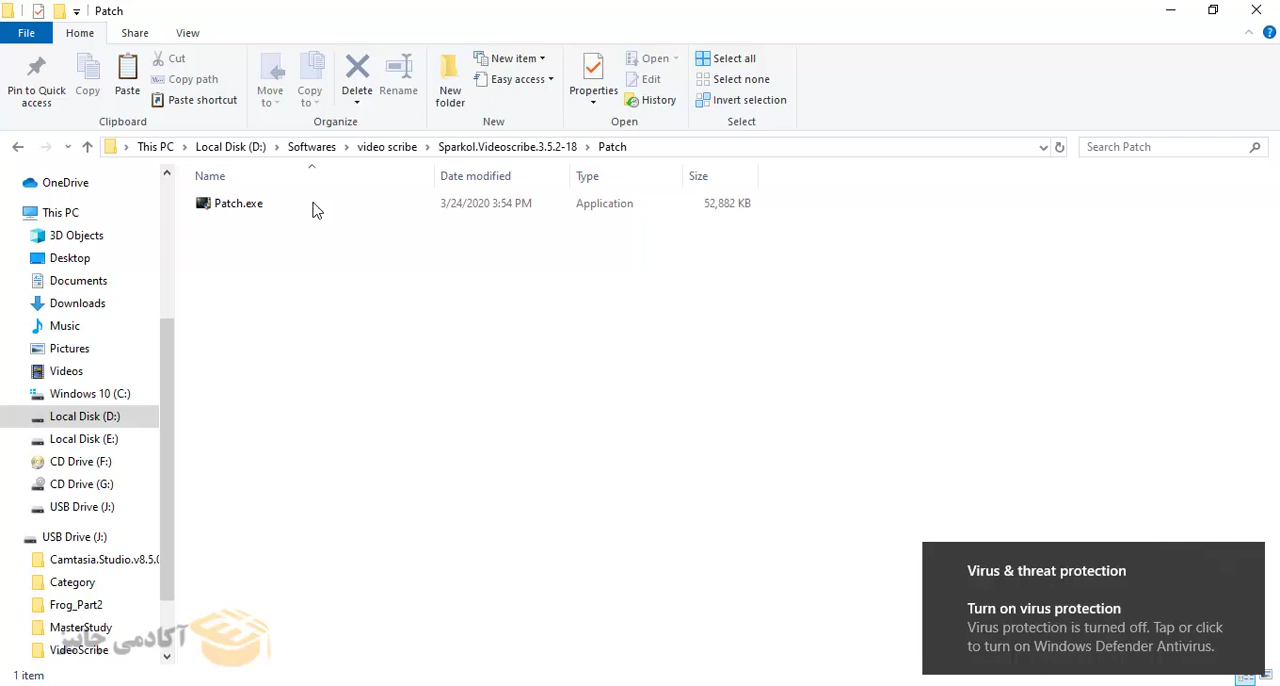 Patch
File
Home
Share
View
Pin to Quick access
Copy
Paste
Cut
Copy path
Paste shortcut
Clipboard
Move to
Copy to
Delete
Rename
Organize
New folder
New item
Easy access
New
Properties
Open
Edit
History
Open
Select all
Select none
Invert selection
Select
This PC > Local Disk (D:) > Softwares > video scribe > Sparkol.Videoscribe.3.5.2-18 > Patch
Search Patch
Name
Date modified
Type
Size
Patch.exe
3/24/2020 3:54 PM
Application
52,882 KB
OneDrive
This PC
3D Objects
Desktop
Documents
Downloads
Music
Pictures
Videos
Windows 10 (C:)
Local Disk (D:)
Local Disk (E:)
CD Drive (F:)
CD Drive (G:)
USB Drive (J:)
USB Drive (J:)
Camtasia.Studio.v8.5.0
Category
Frog_Part2
MasterStudy
VideoScribe
آکادمی
1 item
Virus & threat protection
Turn on virus protection
Virus protection is turned off. Tap or click
to turn on Windows Defender Antivirus.